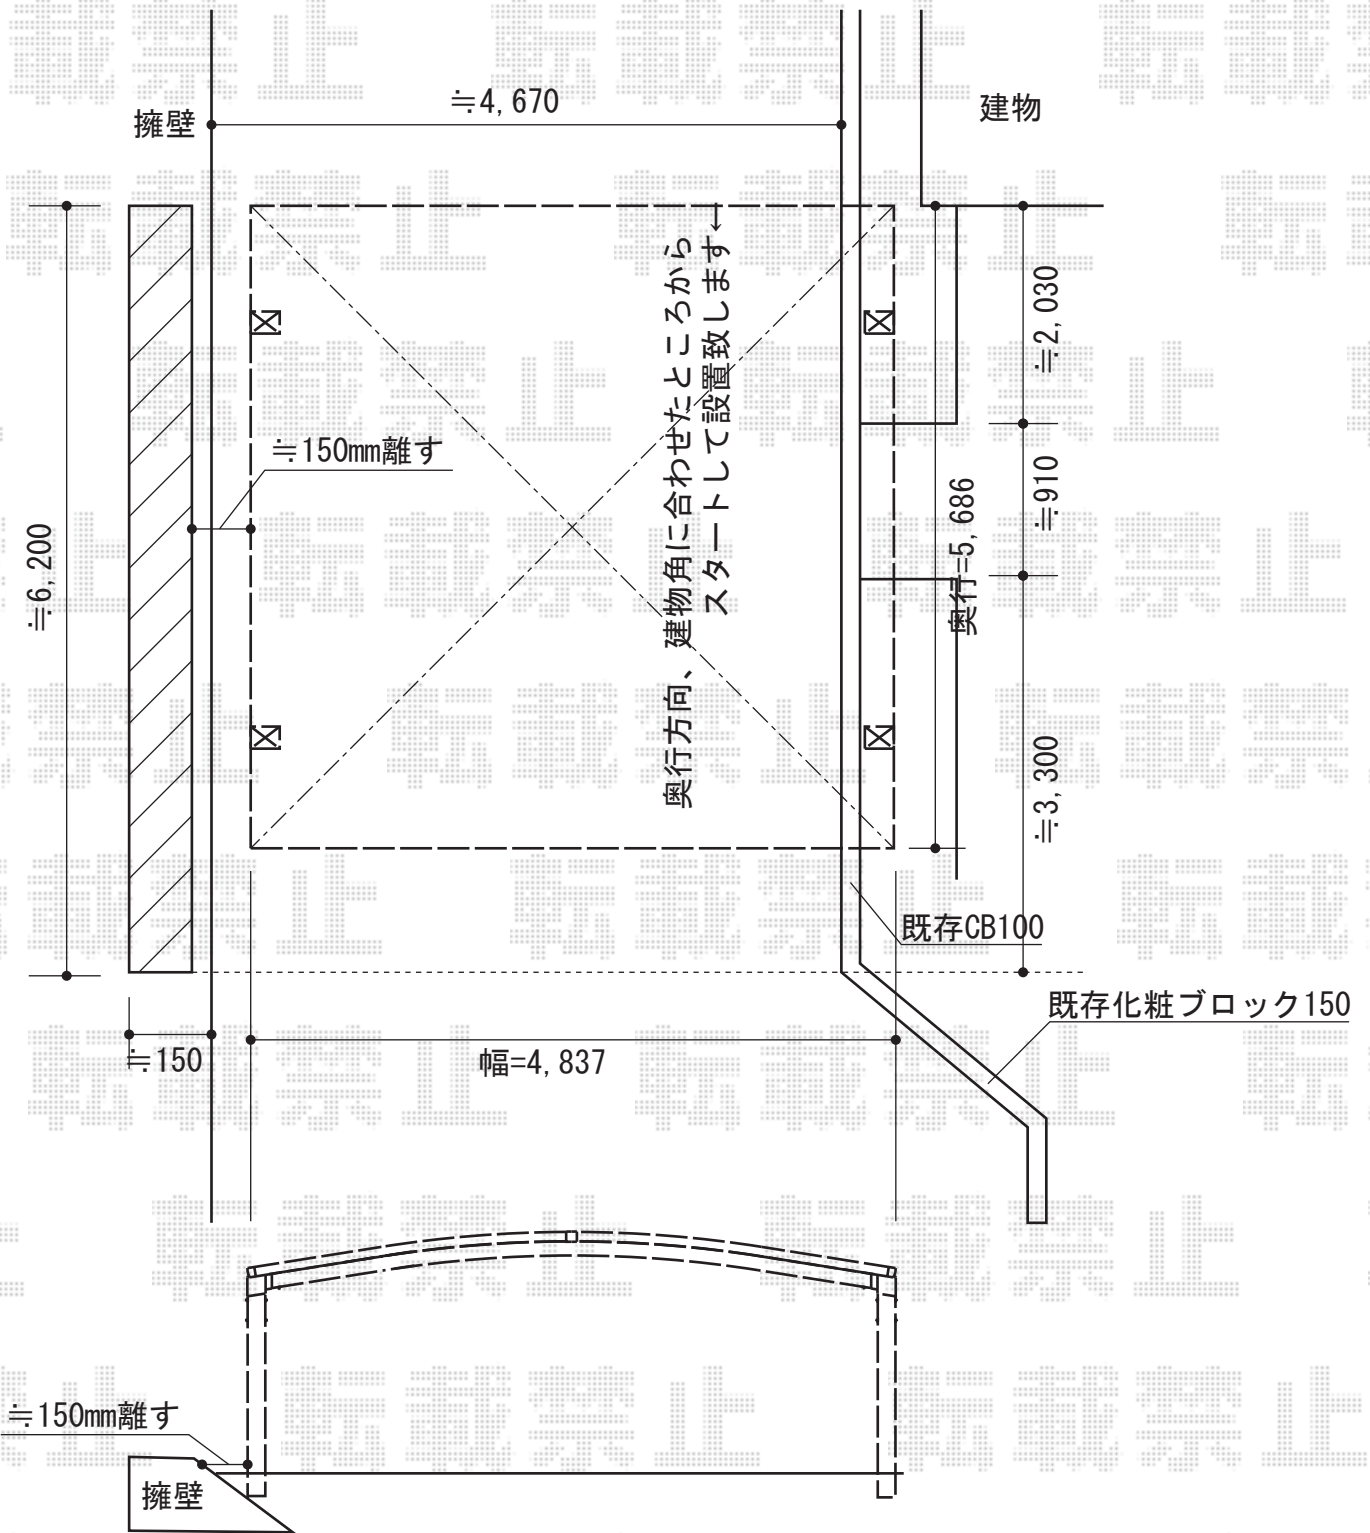 ≒4,670
擁壁
建物
≒2,030
≒150mm離す
奥行方向、建物角に合わせたところから
スタートして設置致します→
≒910
奥行=5,686
≒6,200
≒3,300
既存CB100
既存化粧ブロック150
≒150
幅=4,837
≒150mm離す
擁壁
転載禁止